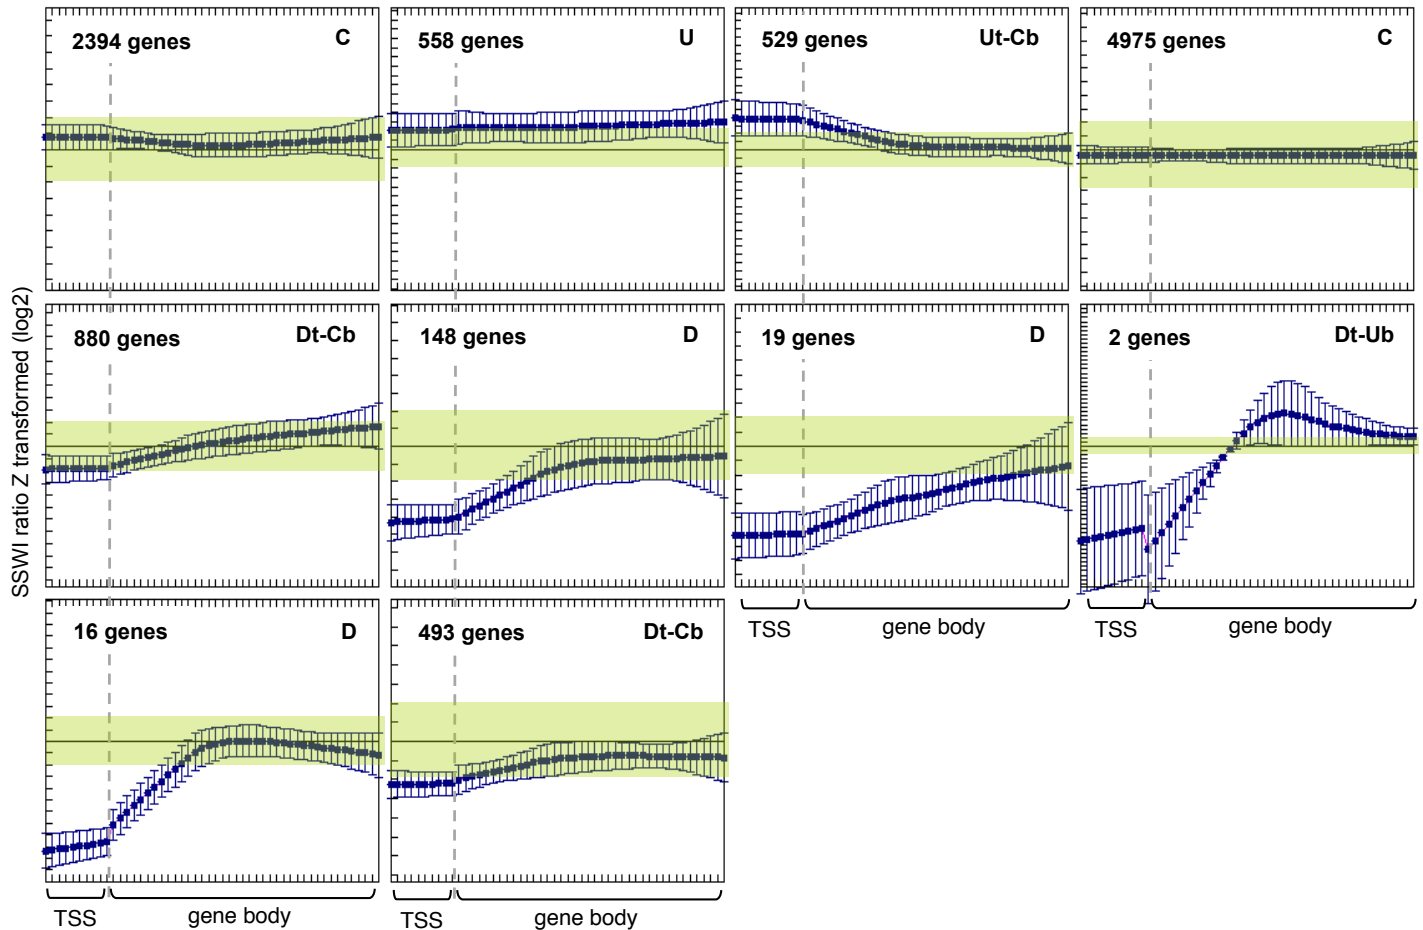 2394 genes C
558 genes U
529 genes Ut-Cb
4975 genes C
SSWI ratio Z transformed (log2)
880 genes Dt-Cb
148 genes D
19 genes D
2 genes Dt-Ub
TSS gene body
TSS gene body
16 genes D
493 genes Dt-Cb
TSS gene body
TSS gene body